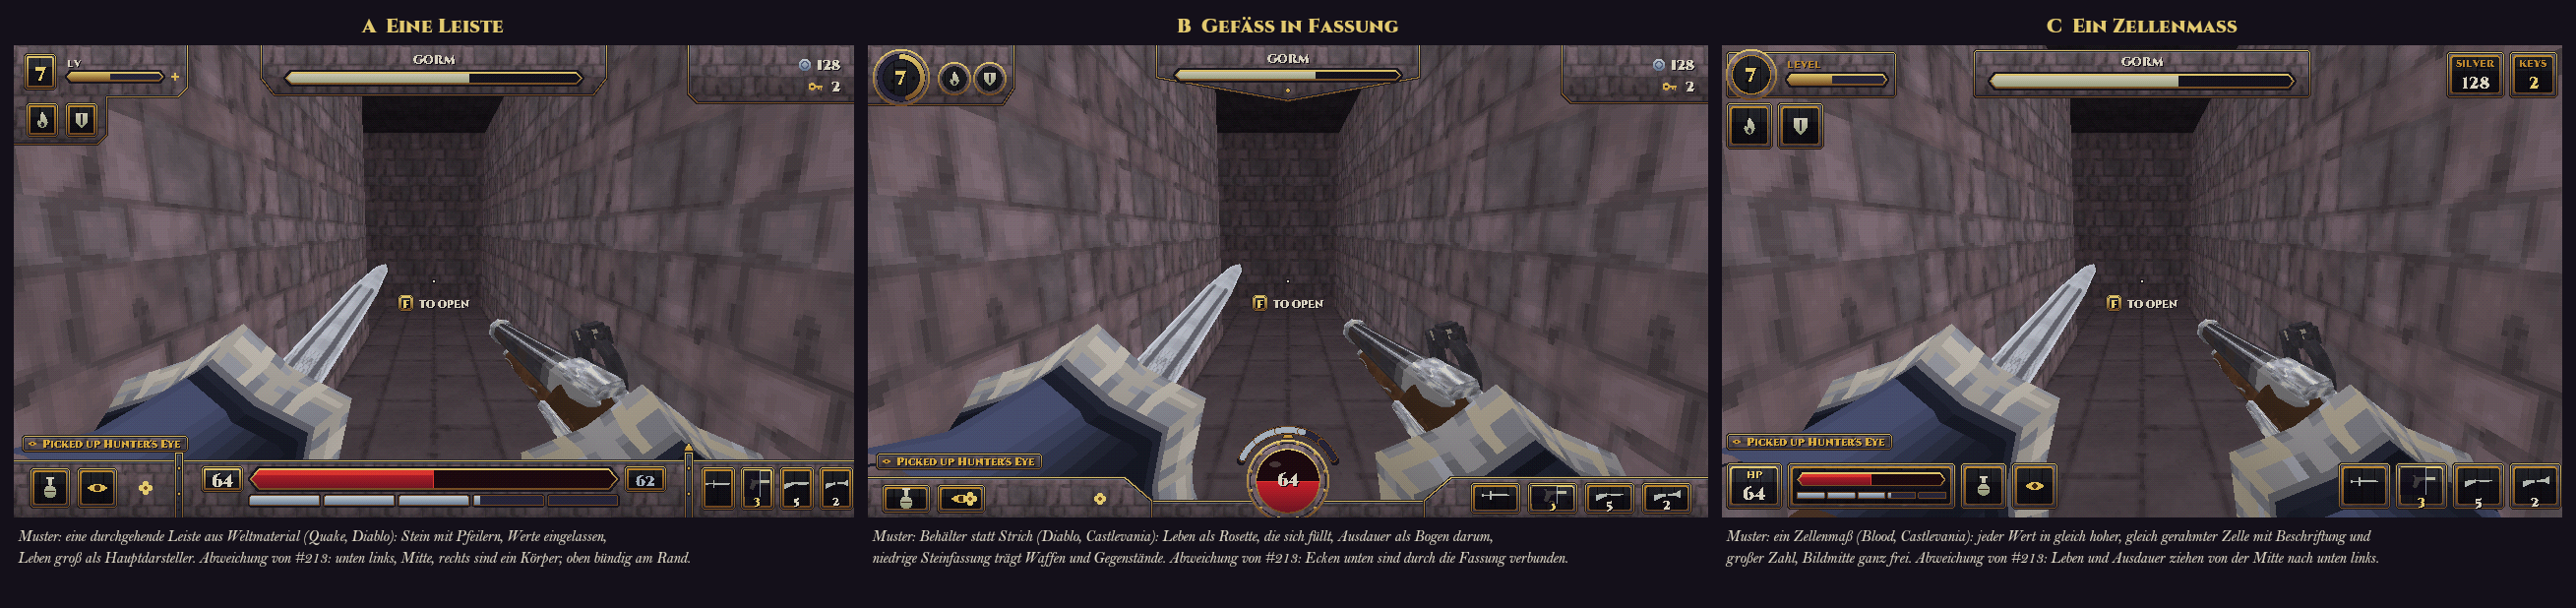 A EINE LEISTE
7
LV
GORM
128
2
F TO OPEN
PICKED UP HUNTER'S EYE
64
62
3
5
2
Muster: eine durchgehende Leiste aus Weltmaterial (Quake, Diablo): Stein mit Pfeilern, Werte eingelassen,
Leben groß als Hauptdarsteller. Abweichung von #213: unten links, Mitte, rechts sind ein Körper; oben bündig am Rand.
B GEFÄSS IN FASSUNG
7
GORM
128
2
F TO OPEN
PICKED UP HUNTER'S EYE
64
3
5
2
Muster: Behälter statt Strich (Diablo, Castlevania): Leben als Rosette, die sich füllt, Ausdauer als Bogen darum,
niedrige Steinfassung trägt Waffen und Gegenstände. Abweichung von #213: Ecken unten sind durch die Fassung verbunden.
C EIN ZELLENMASS
7
LEVEL
GORM
SILVER
128
KEYS
2
F TO OPEN
PICKED UP HUNTER'S EYE
HP
64
3
5
2
Muster: ein Zellenmaß (Blood, Castlevania): jeder Wert in gleich hoher, gleich gerahmter Zelle mit Beschriftung und
großer Zahl, Bildmitte ganz frei. Abweichung von #213: Leben und Ausdauer ziehen von der Mitte nach unten links.